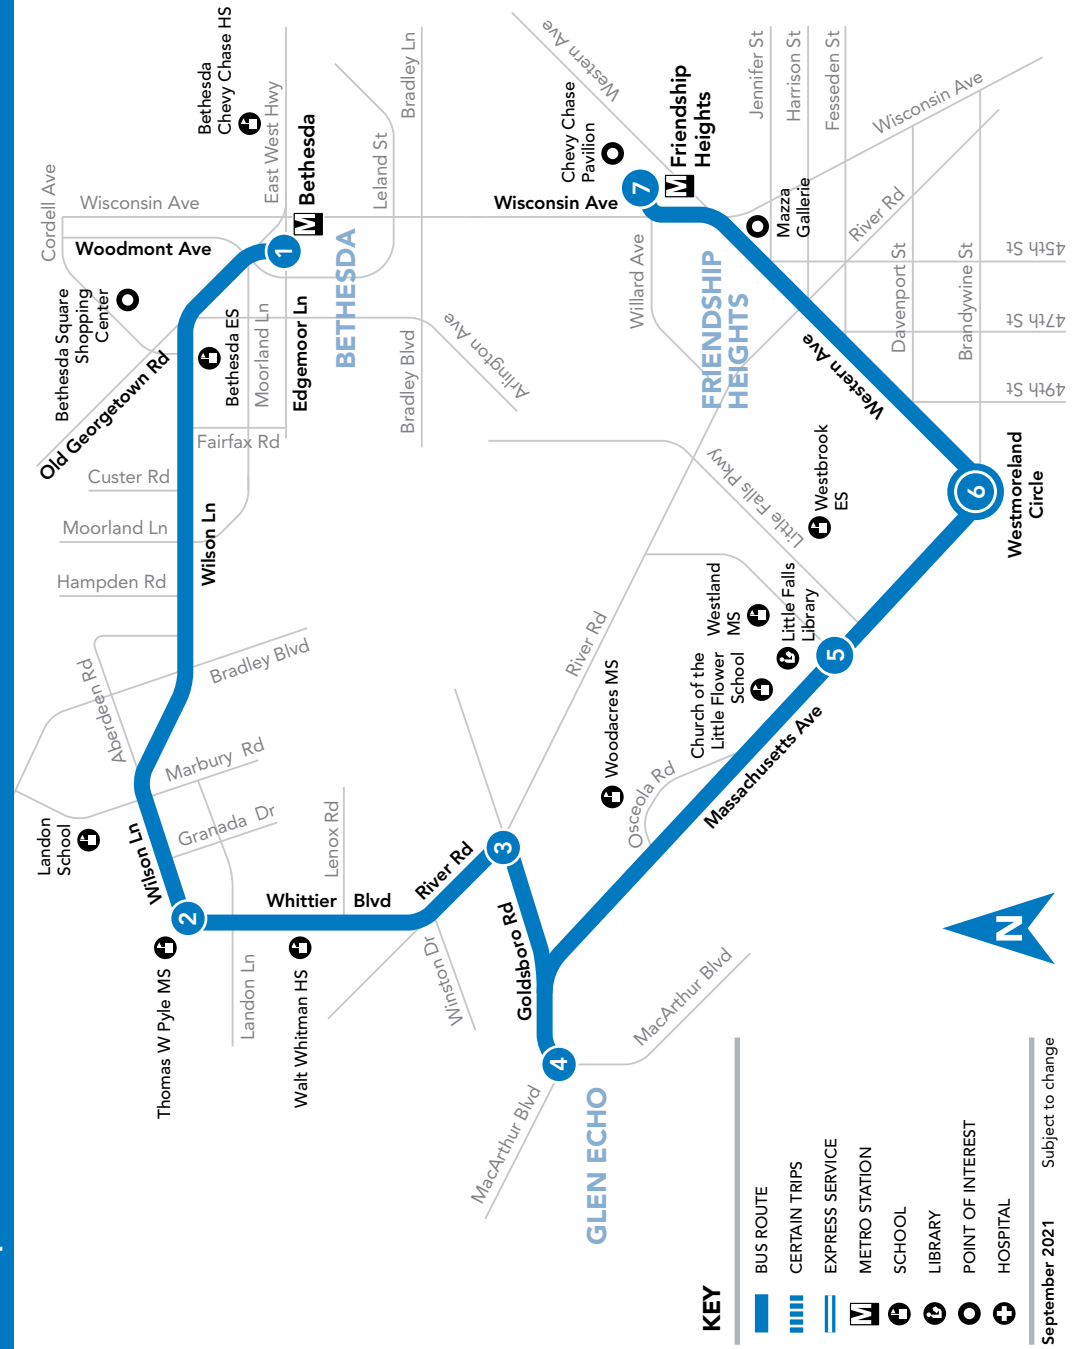 Bethesda
Chevy Chase HS
East West Hwy
Bradley Ln
Leland St
Cordell Ave
Wisconsin Ave
Woodmont Ave
M Bethesda
BETHESDA
1
Bethesda Square
Shopping
Center
Old Georgetown Rd
Bethesda ES
Moorland Ln
Edgemoor Ln
Fairfax Rd
Bradley Blvd
Arlington Ave
Custer Rd
Moorland Ln
Hampden Rd
Wilson Ln
Aberdeen Rd
Bradley Blvd
Marbury Rd
Granada Dr
Landon
School
Wilson Ln
2
Thomas W Pyle MS
Whittier Blvd
Lenox Rd
Landon Ln
Walt Whitman HS
River Rd
Winston Dr
3
River Rd
Goldsboro Rd
4
MacArthur Blvd
MacArthur Blvd
GLEN ECHO
Woodacres MS
Osceola Rd
Massachusetts Ave
Church of the
Little Flower
School
Westland
MS
Little Falls
Library
5
Little Falls Pkwy
Westbrook
ES
6
Westmoreland
Circle
Western Ave
49th St
47th St
45th St
Brandywine St
Davenport St
River Rd
Wisconsin Ave
Fesseden St
Harrison St
Jennifer St
Mazza
Gallerie
FRIENDSHIP
HEIGHTS
Willard Ave
Wisconsin Ave
7
M Friendship
Heights
Chevy Chase
Pavilion
Western Ave
N
KEY
BUS ROUTE
CERTAIN TRIPS
EXPRESS SERVICE
M METRO STATION
SCHOOL
LIBRARY
POINT OF INTEREST
HOSPITAL
September 2021
Subject to change